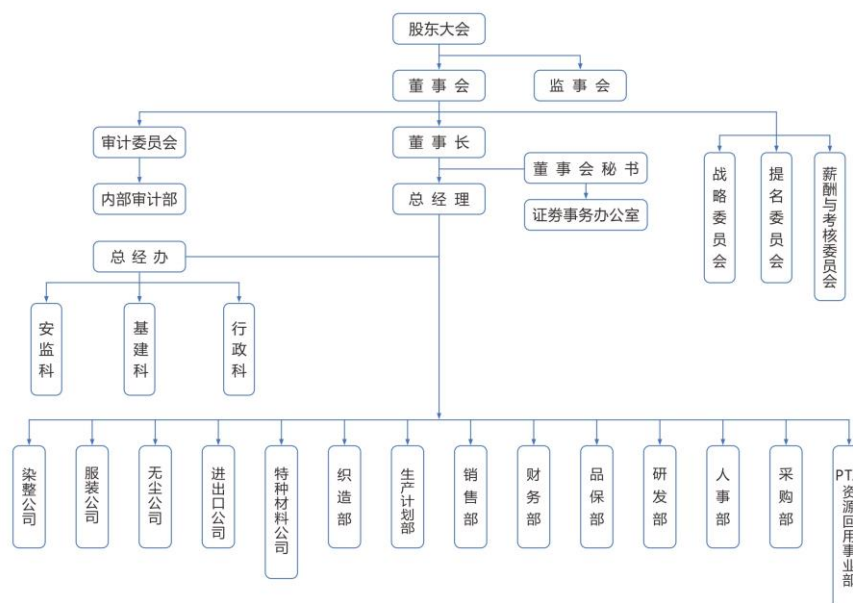 股东大会
董事会
监事会
审计委员会
董事长
董事会秘书
战略委员会
提名委员会
薪酬与考核委员会
内部审计部
总经理
证券事务办公室
总经办
安监科
基建科
行政科
染整公司
服装公司
无尘公司
进出口公司
特种材料公司
织造部
生产计划部
销售部
财务部
品保部
研发部
人事部
采购部
资源回用事业部